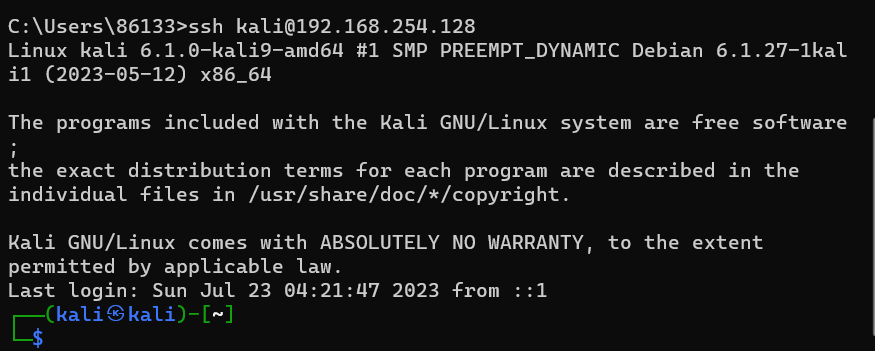 C:\Users\86133>ssh kali@192.168.254.128
Linux kali 6.1.0-kali9-amd64 #1 SMP PREEMPT_DYNAMIC Debian 6.1.27-1kal
i1 (2023-05-12) x86_64
The programs included with the Kali GNU/Linux system are free software
;
the exact distribution terms for each program are described in the
individual files in /usr/share/doc/*/copyright.
Kali GNU/Linux comes with ABSOLUTELY NO WARRANTY, to the extent
permitted by applicable law.
Last login: Sun Jul 23 04:21:47 2023 from ::1
┌──(kali㉿kali)-[~]
└─$